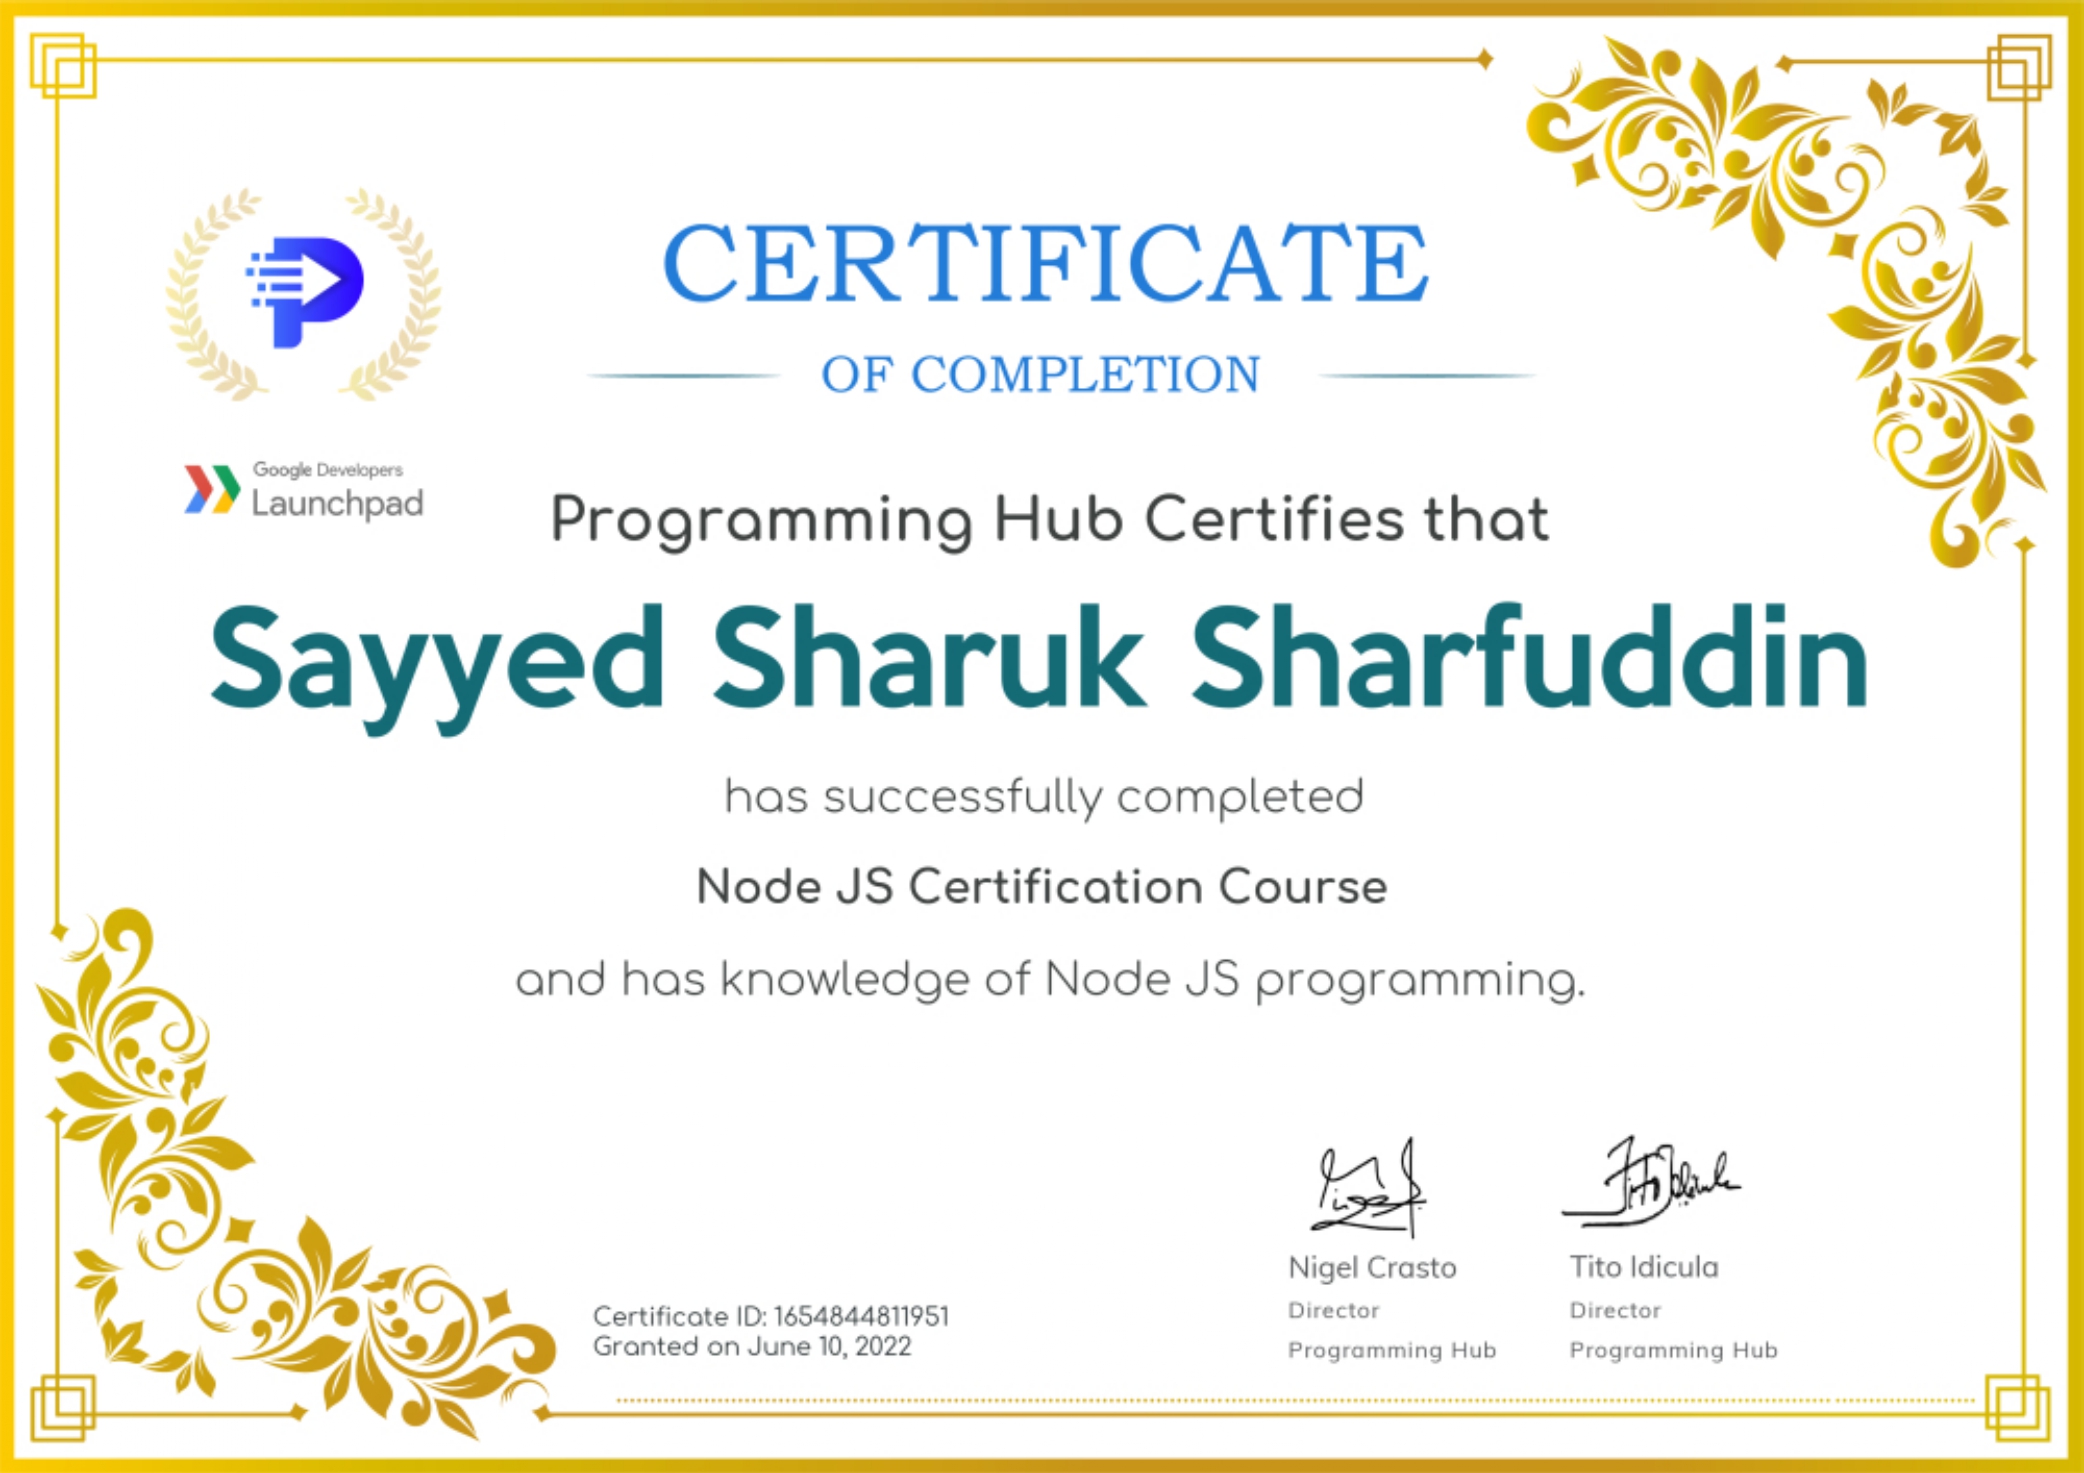 CERTIFICATE
OF COMPLETION
Google Developers
Launchpad
Programming Hub Certifies that
Sayyed Sharuk Sharfuddin
has successfully completed
Node JS Certification Course
and has knowledge of Node JS programming.
Certificate ID: 1654844811951
Granted on June 10, 2022
Nigel Crasto
Director
Programming Hub
Tito Idicula
Director
Programming Hub